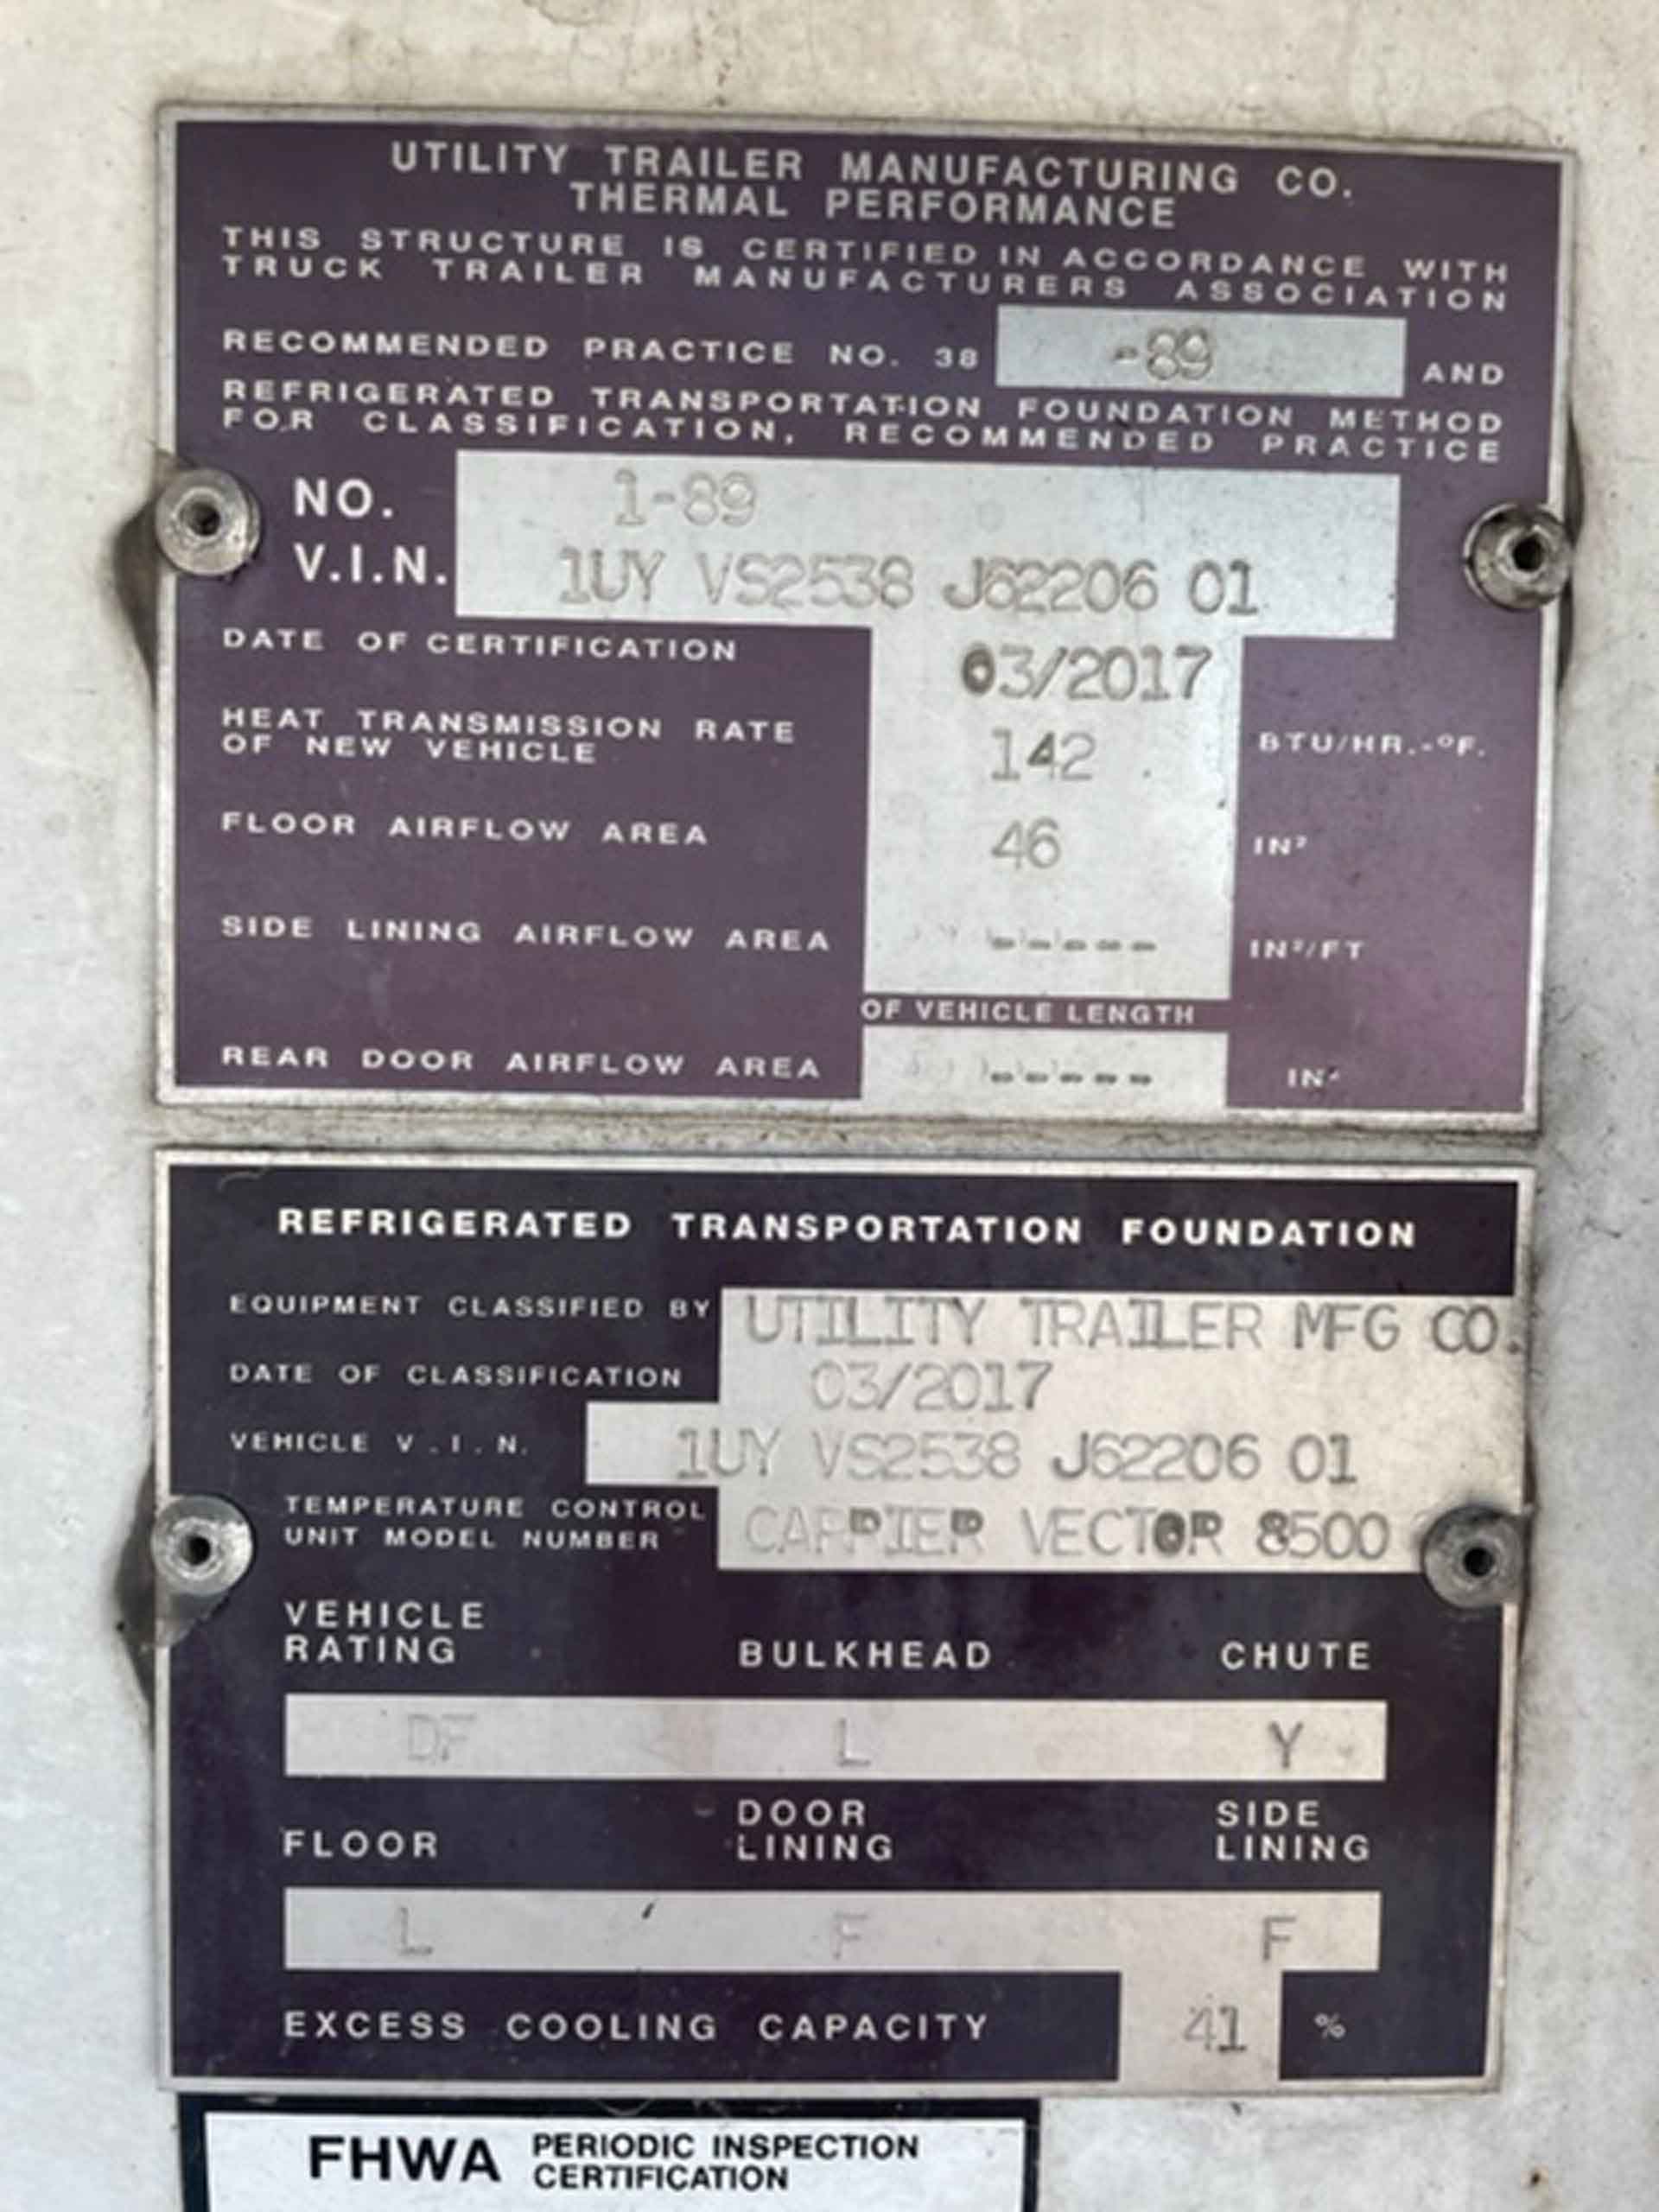 UTILITY TRAILER MANUFACTURING CO.
THERMAL PERFORMANCE
THIS STRUCTURE IS CERTIFIED IN ACCORDANCE WITH
TRUCK TRAILER MANUFACTURERS ASSOCIATION
RECOMMENDED PRACTICE NO. 38 -89 AND
REFRIGERATED TRANSPORTATION FOUNDATION METHOD
FOR CLASSIFICATION, RECOMMENDED PRACTICE
NO. 1-89
V.I.N. 1UY VS2538 J62206 01
DATE OF CERTIFICATION 03/2017
HEAT TRANSMISSION RATE
OF NEW VEHICLE 142 BTU/HR.-°F.
FLOOR AIRFLOW AREA 46 IN²
SIDE LINING AIRFLOW AREA ----- IN²/FT
OF VEHICLE LENGTH
REAR DOOR AIRFLOW AREA ----- IN²
REFRIGERATED TRANSPORTATION FOUNDATION
EQUIPMENT CLASSIFIED BY UTILITY TRAILER MFG CO.
DATE OF CLASSIFICATION 03/2017
VEHICLE V.I.N. 1UY VS2538 J62206 01
TEMPERATURE CONTROL
UNIT MODEL NUMBER CARRIER VECTOR 8500
VEHICLE
RATING BULKHEAD CHUTE
DF L Y
FLOOR DOOR LINING SIDE LINING
L F F
EXCESS COOLING CAPACITY 41 %
FHWA PERIODIC INSPECTION
CERTIFICATION